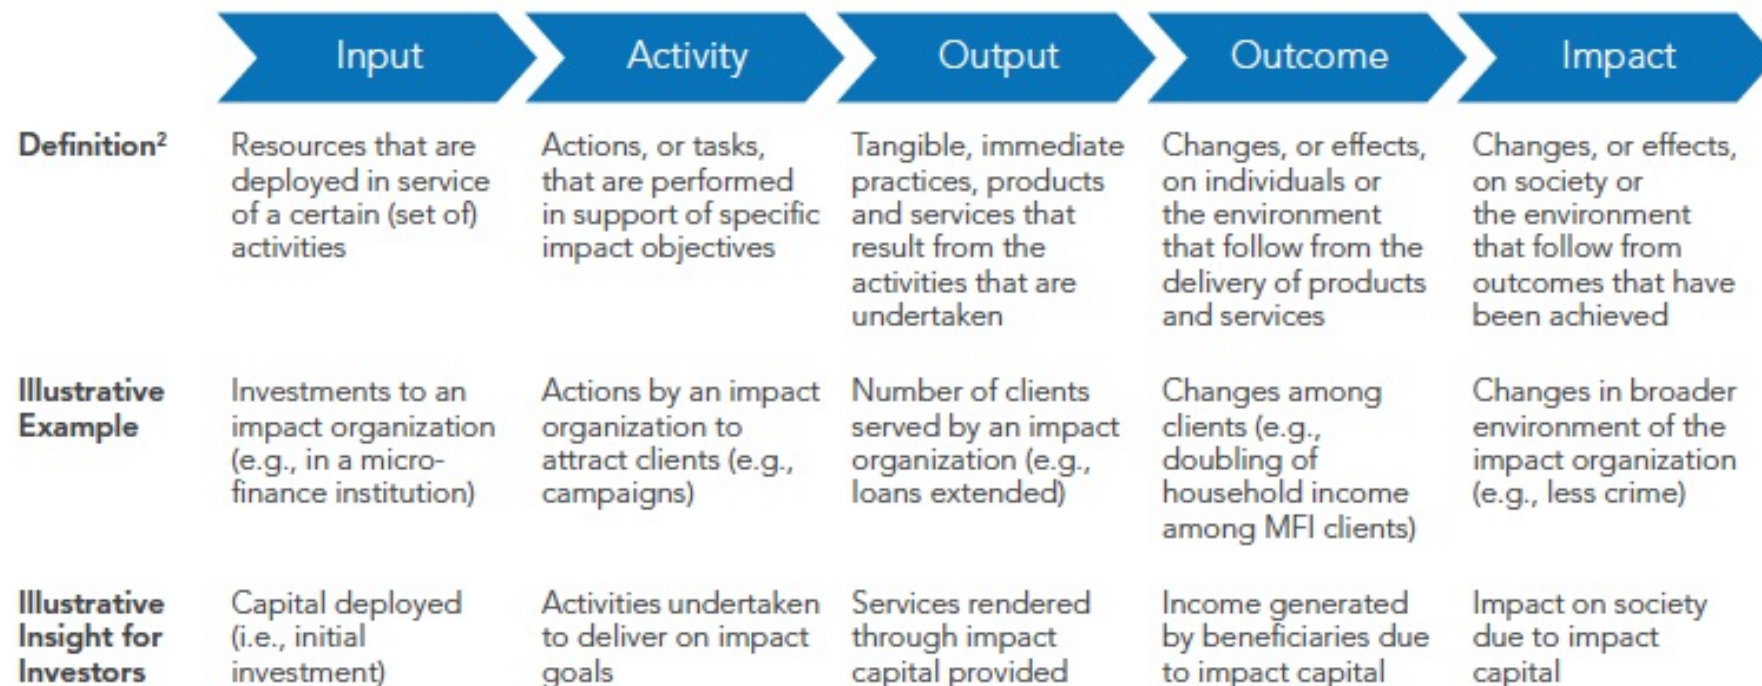 Input
Activity
Output
Outcome
Impact
Definition²
Resources that are
deployed in service
of a certain (set of)
activities
Actions, or tasks,
that are performed
in support of specific
impact objectives
Tangible, immediate
practices, products
and services that
result from the
activities that are
undertaken
Changes, or effects,
on individuals or
the environment
that follow from the
delivery of products
and services
Changes, or effects,
on society or
the environment
that follow from
outcomes that have
been achieved
Illustrative
Example
Investments to an
impact organization
(e.g., in a micro-
finance institution)
Actions by an impact
organization to
attract clients (e.g.,
campaigns)
Number of clients
served by an impact
organization (e.g.,
loans extended)
Changes among
clients (e.g.,
doubling of
household income
among MFI clients)
Changes in broader
environment of the
impact organization
(e.g., less crime)
Illustrative
Insight for
Investors
Capital deployed
(i.e., initial
investment)
Activities undertaken
to deliver on impact
goals
Services rendered
through impact
capital provided
Income generated
by beneficiaries due
to impact capital
Impact on society
due to impact
capital